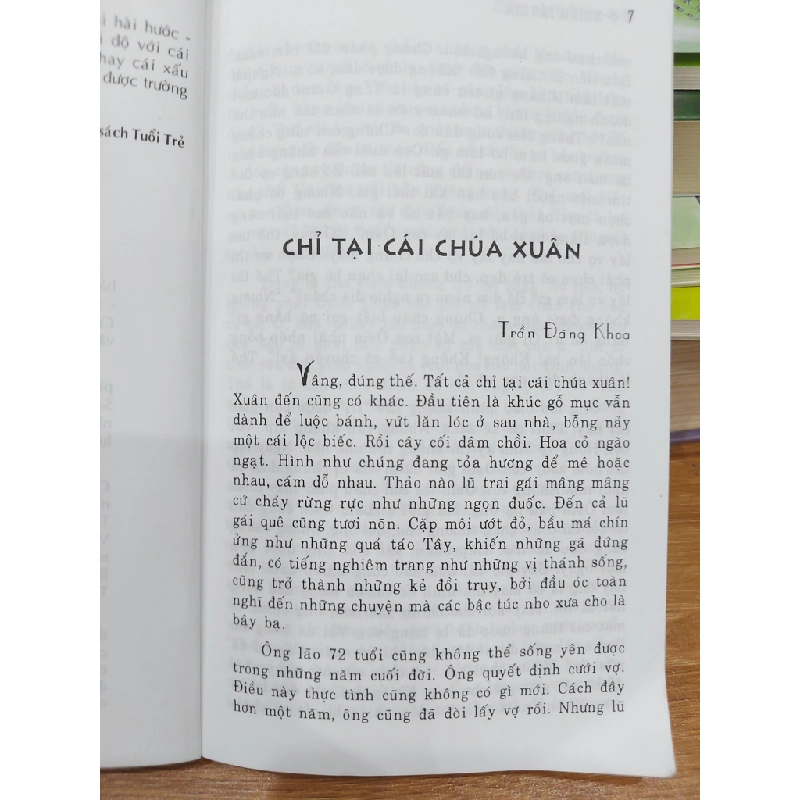 i hài hước -
i độ với cái
hay cái xấu
được trường
sách Tuổi Trẻ
7
CHỈ TẠI CÁI CHÚA XUÂN
Trần Đăng Khoa
Vâng, đúng thế. Tất cả chỉ tại cái chúa xuân!
Xuân đến cũng có khác. Đầu tiên là khúc gỗ mục vẫn
dành để luộc bánh, vứt lăn lóc ở sau nhà, bỗng nảy
một cái lộc biếc. Rồi cây cối đâm chồi. Hoa cỏ ngào
ngạt. Hình như chúng đang tỏa hương để mê hoặc
nhau, cám dỗ nhau. Thảo nào lũ trai gái mâng mâng
cứ cháy rừng rực như những ngọn đuốc. Đến cả lũ
gái quê cũng tươi nõn. Cặp môi ướt đỏ, bầu má chín
ửng như những quả táo Tây, khiến những gã đứng
đắn, có tiếng nghiêm trang như những vị thánh sống,
cũng trở thành những kẻ đồi trụy, bởi đầu óc toàn
nghĩ đến những chuyện mà các bậc túc nho xưa cho là
bậy bạ.
Ông lão 72 tuổi cũng không thể sống yên được
trong những năm cuối đời. Ông quyết định cưới vợ.
Điều này thực tình cũng không có gì mới. Cách đây
hơn một năm, ông cũng đã đòi lấy vợ rồi. Nhưng lũ